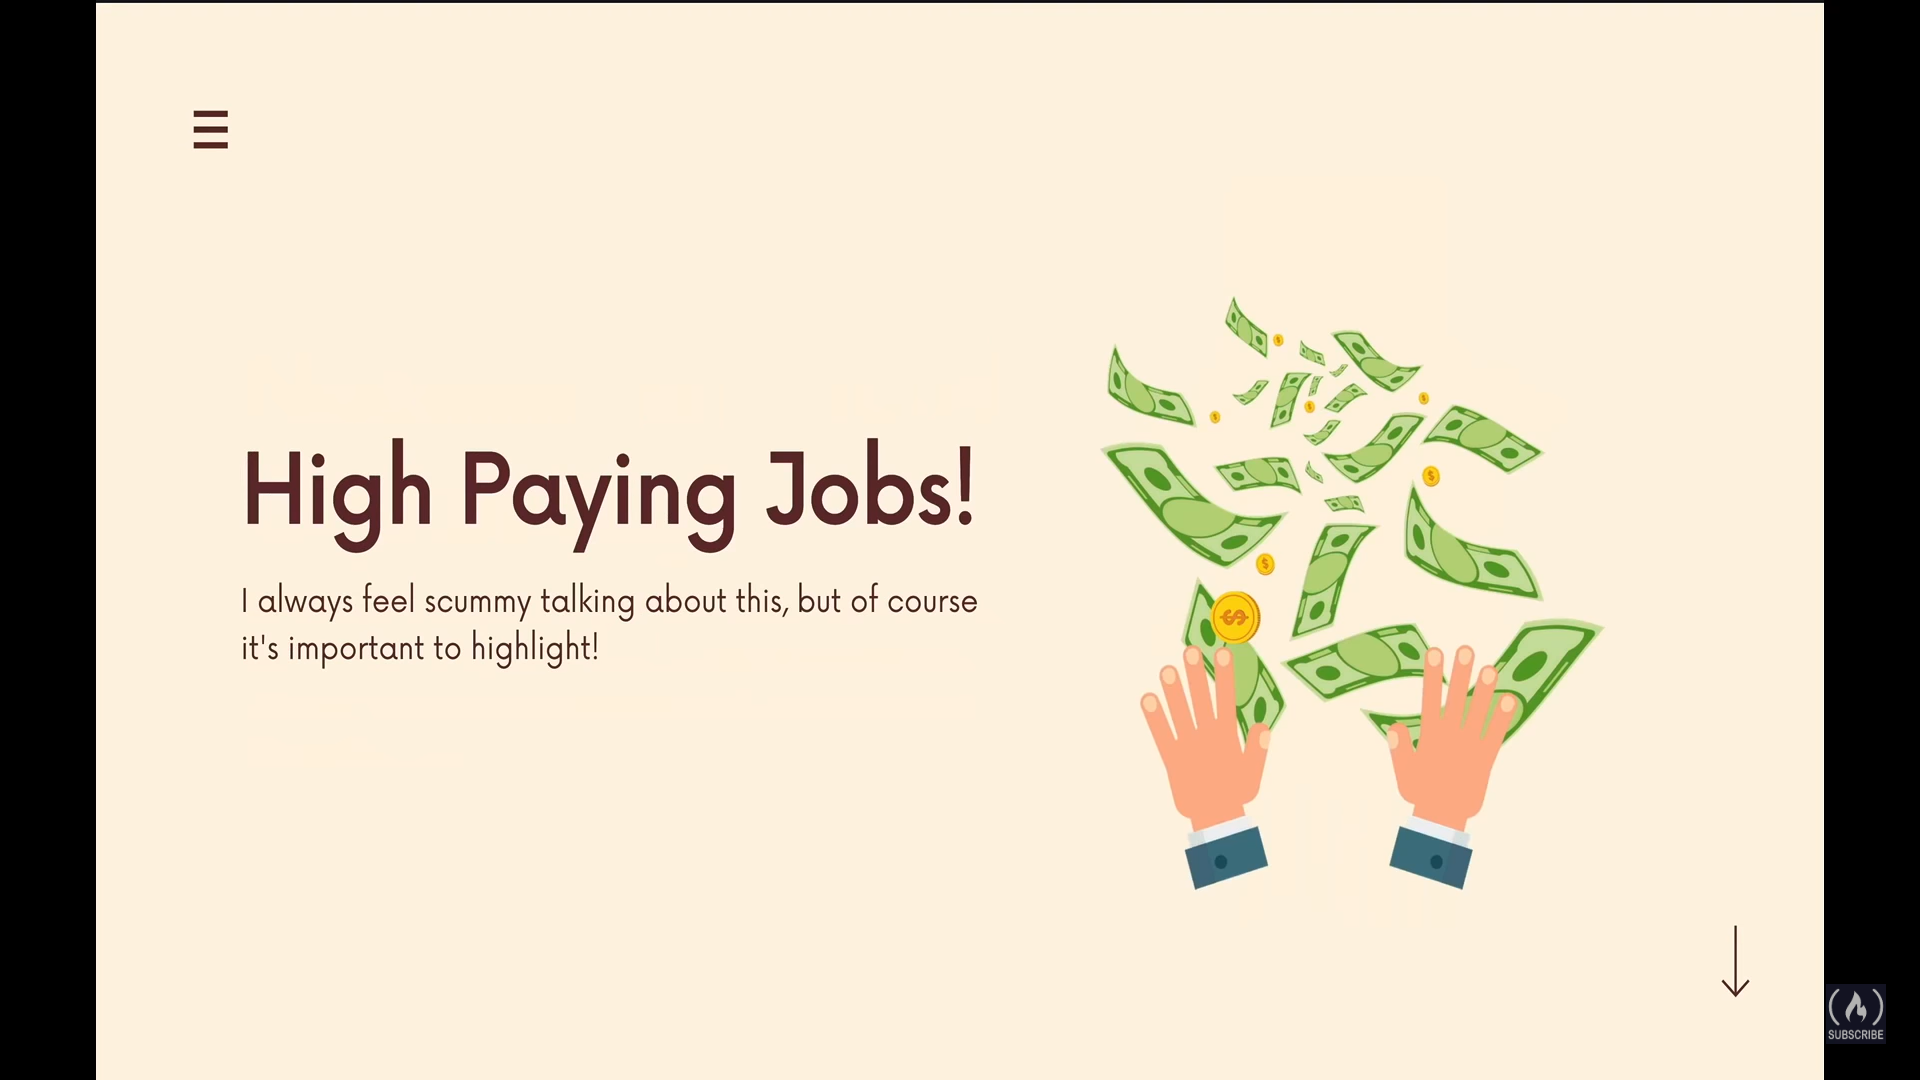 High Paying Jobs!
I always feel scummy talking about this, but of course
it's important to highlight!
SUBSCRIBE